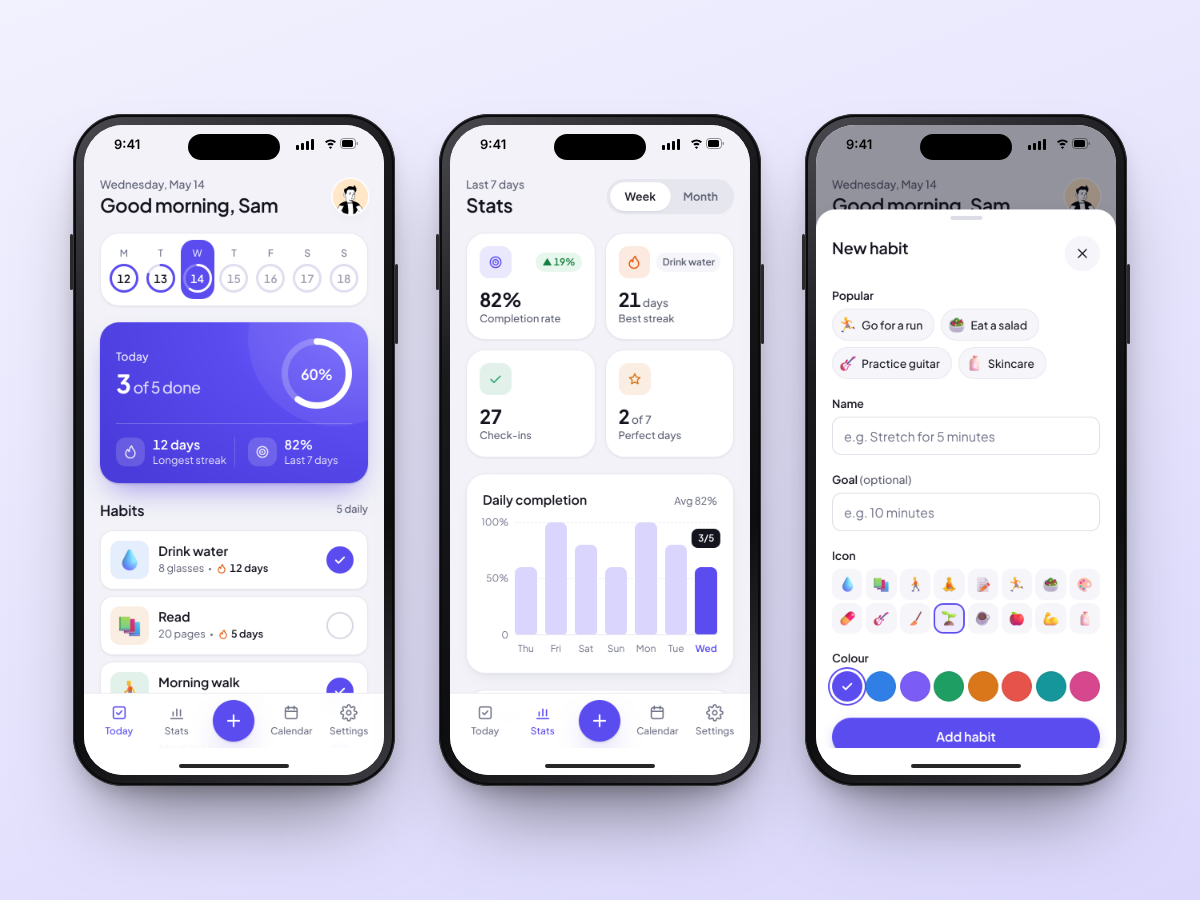 9:41
Wednesday, May 14
Good morning, Sam
M T W T F S S
12 13 14 15 16 17 18
Today
3 of 5 done
60%
12 days
Longest streak
82%
Last 7 days
Habits
5 daily
Drink water
8 glasses • 12 days
Read
20 pages • 5 days
Morning walk
Today
Stats
Calendar
Settings
9:41
Last 7 days
Stats
Week
Month
19%
82%
Completion rate
Drink water
21 days
Best streak
27
Check-ins
2 of 7
Perfect days
Daily completion
Avg 82%
100%
50%
0
3/5
Thu Fri Sat Sun Mon Tue Wed
Today
Stats
Calendar
Settings
9:41
Wednesday, May 14
Good morning, Sam
New habit
Popular
Go for a run
Eat a salad
Practice guitar
Skincare
Name
e.g. Stretch for 5 minutes
Goal (optional)
e.g. 10 minutes
Icon
Colour
Add habit